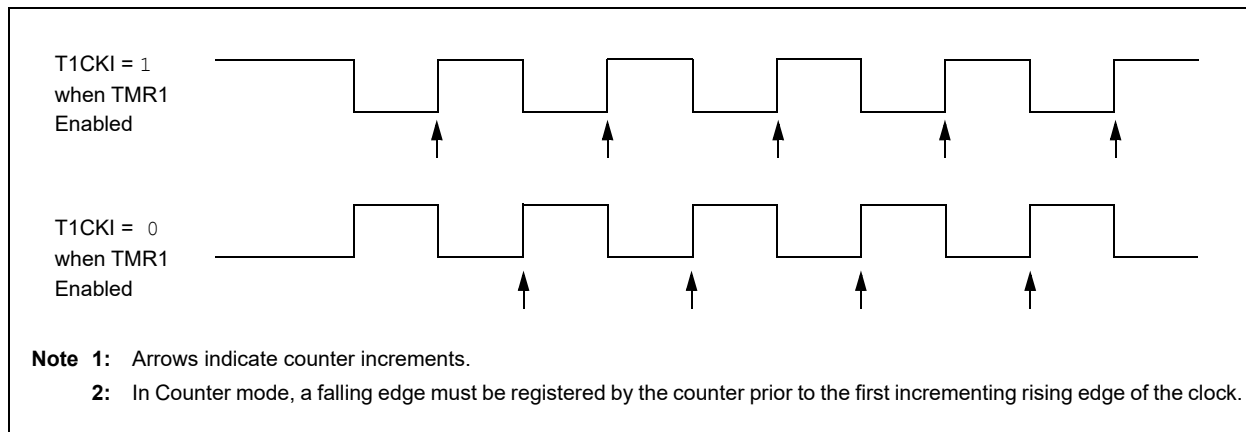 T1CKI = 1
when TMR1
Enabled
T1CKI = 0
when TMR1
Enabled
Note 1: Arrows indicate counter increments.
2: In Counter mode, a falling edge must be registered by the counter prior to the first incrementing rising edge of the clock.